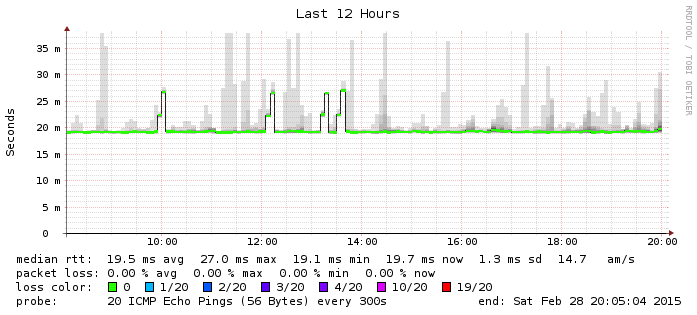 Last 12 Hours
RRDTOOL / TOBI OETIKER
Seconds
35 m
30 m
25 m
20 m
15 m
10 m
5 m
0
10:00 12:00 14:00 16:00 18:00 20:00
median rtt: 19.5 ms avg 27.0 ms max 19.1 ms min 19.7 ms now 1.3 ms sd 14.7 am/s
packet loss: 0.00 % avg 0.00 % max 0.00 % min 0.00 % now
loss color: 0 1/20 2/20 3/20 4/20 10/20 19/20
probe: 20 ICMP Echo Pings (56 Bytes) every 300s end: Sat Feb 28 20:05:04 2015